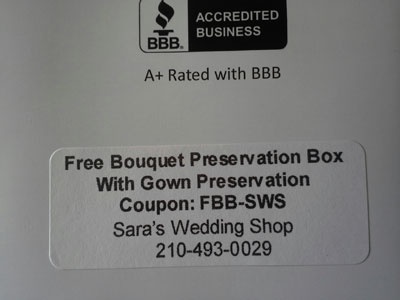 ACCREDITED
BUSINESS
BBB
A+ Rated with BBB
Free Bouquet Preservation Box
With Gown Preservation
Coupon: FBB-SWS
Sara's Wedding Shop
210-493-0029